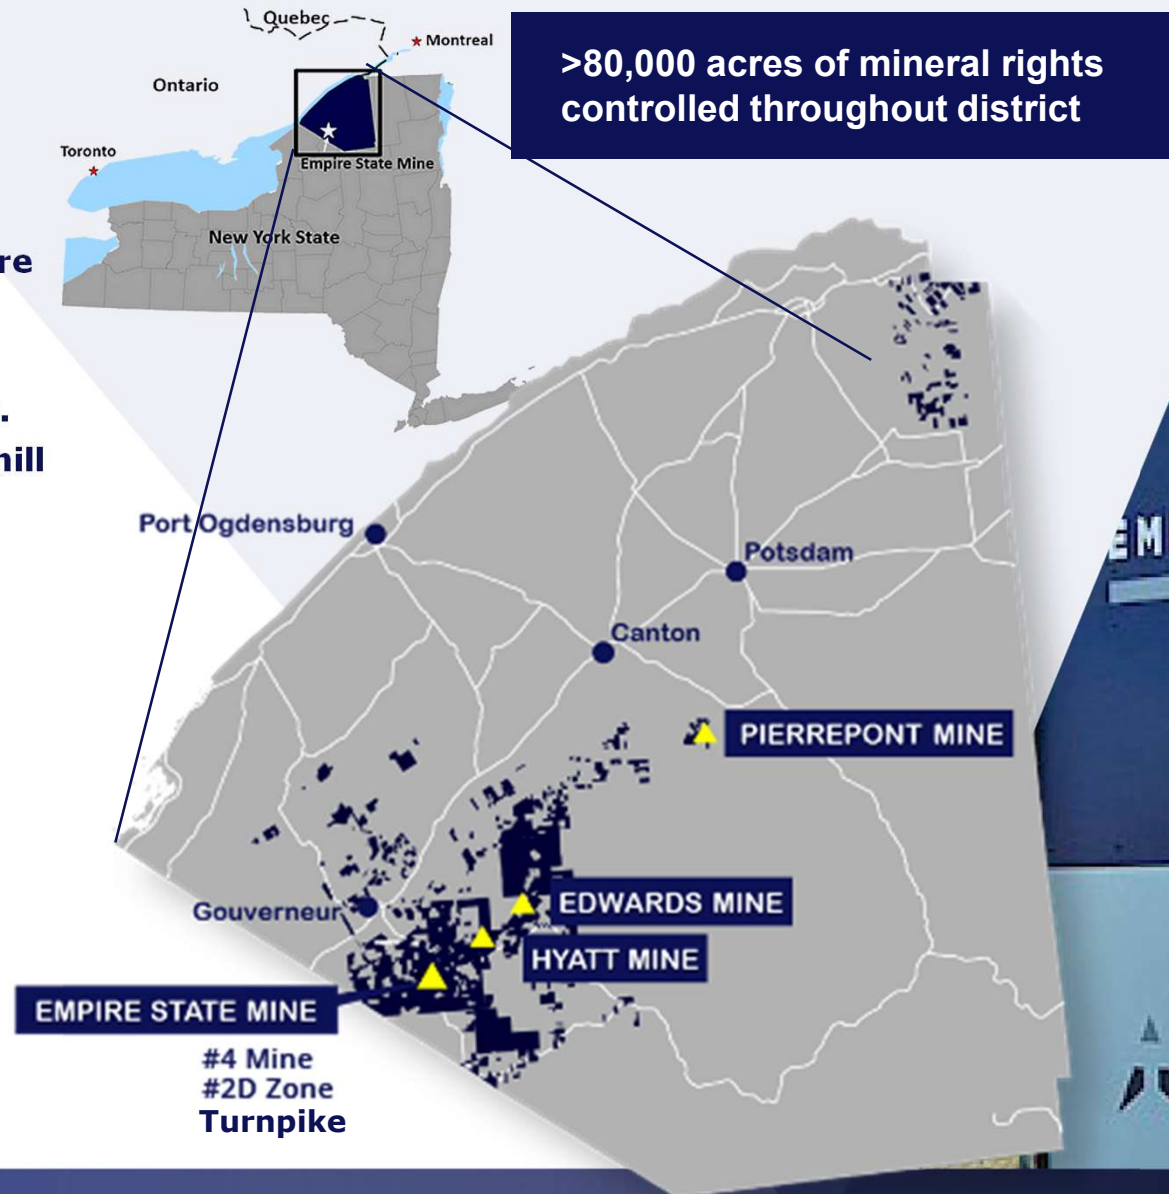 Quebec
Montreal
Ontario
Toronto
Empire State Mine
New York State
>80,000 acres of mineral rights
controlled throughout district
Port Ogdensburg
Potsdam
Canton
PIERREPONT MINE
EDWARDS MINE
Gouverneur
HYATT MINE
EMPIRE STATE MINE
#4 Mine
#2D Zone
Turnpike